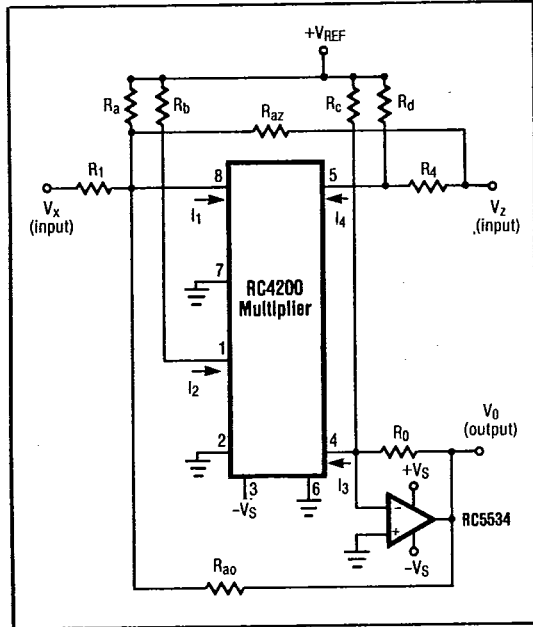 +VREF
Ra
Rb
Rc
Rd
Raz
R1
R4
Vx
(input)
8
5
Vz
(input)
I1
I4
7
RC4200
Multiplier
1
I2
2
4
R0
V0
(output)
3
6
I3
-VS
+VS
-
+
RC5534
-VS
Rao